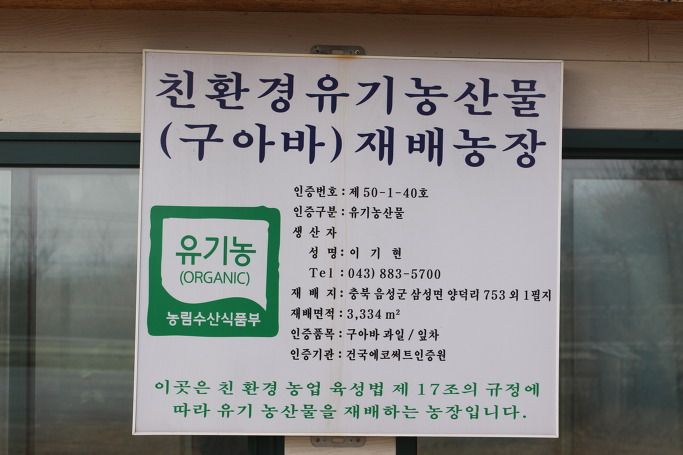 친환경유기농산물
(구아바) 재배농장
유기농
(ORGANIC)
농림수산식품부
인증번호 : 제 50-1-40호
인증구분 : 유기농산물
생 산 자
성 명 : 이 기 현
Tel : 043) 883-5700
재 배 지 : 충북 음성군 삼성면 양덕리 753 외 1필지
재배면적 : 3,334 m²
인증품목 : 구아바 과일 / 잎차
인증기관 : 건국에코써트인증원
이곳은 친 환경 농업 육성법 제 17조의 규정에
따라 유기 농산물을 재배하는 농장입니다.